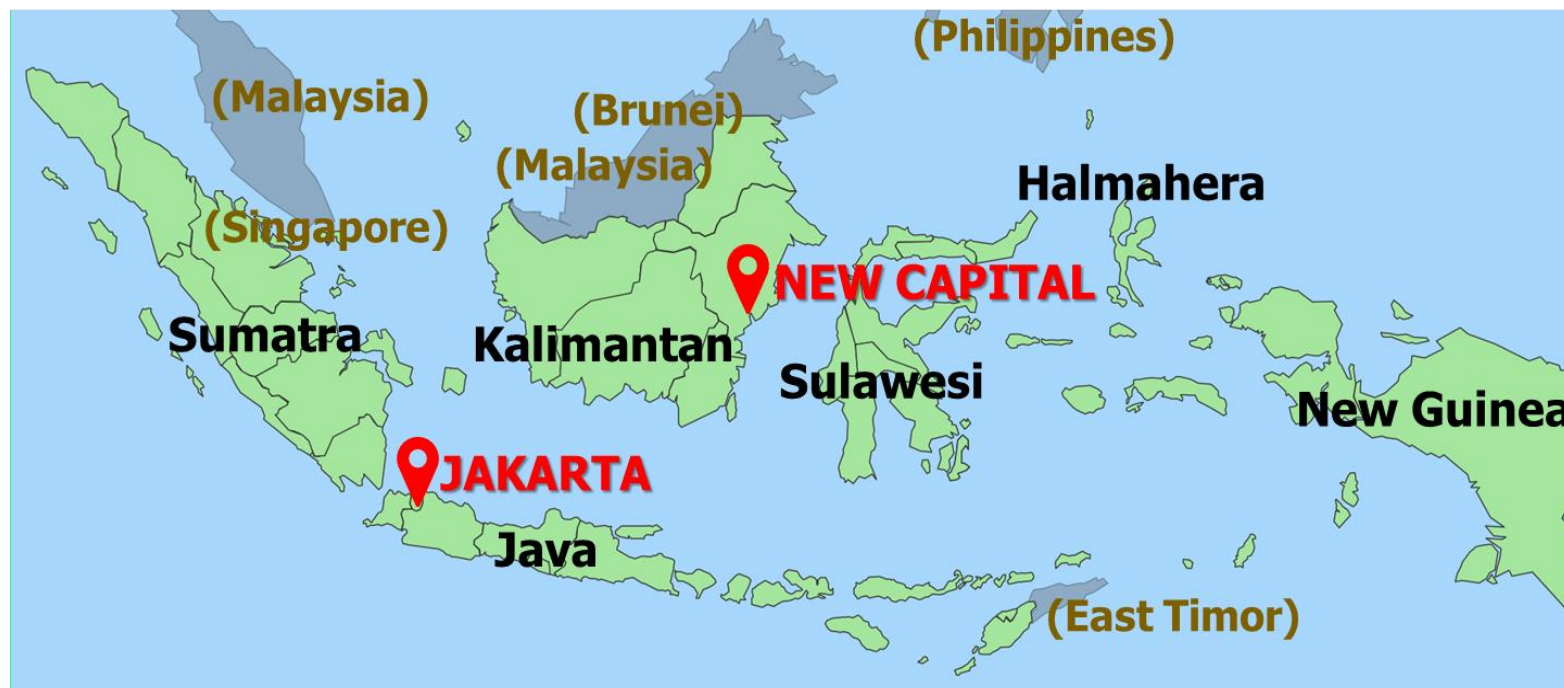 (Philippines)
(Malaysia)
(Brunei)
(Malaysia)
Halmahera
(Singapore)
NEW CAPITAL
Sumatra
Kalimantan
Sulawesi
New Guinea
JAKARTA
Java
(East Timor)